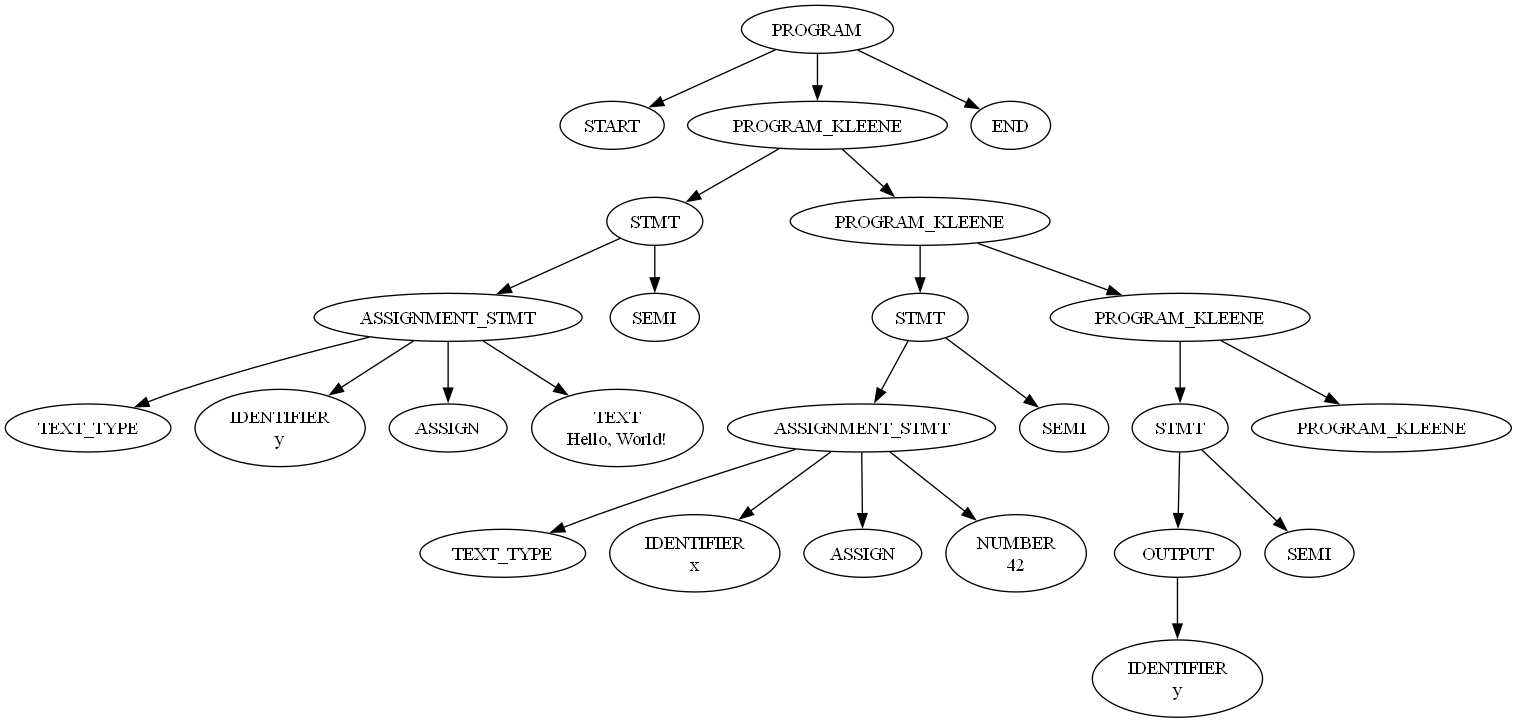 PROGRAM
START
PROGRAM_KLEENE
END
STMT
PROGRAM_KLEENE
ASSIGNMENT_STMT
SEMI
STMT
PROGRAM_KLEENE
TEXT_TYPE
IDENTIFIER
y
ASSIGN
TEXT
Hello, World!
ASSIGNMENT_STMT
SEMI
STMT
PROGRAM_KLEENE
TEXT_TYPE
IDENTIFIER
x
ASSIGN
NUMBER
42
OUTPUT
SEMI
IDENTIFIER
y